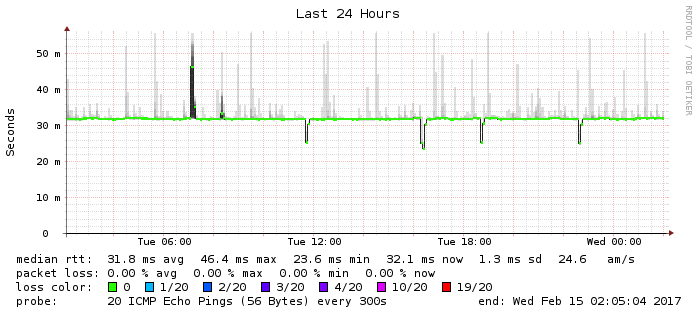 Last 24 Hours
RRDTOOL / TOBI OETIKER
Seconds
50 m
40 m
30 m
20 m
10 m
0
Tue 06:00 Tue 12:00 Tue 18:00 Wed 00:00
median rtt: 31.8 ms avg 46.4 ms max 23.6 ms min 32.1 ms now 1.3 ms sd 24.6 am/s
packet loss: 0.00 % avg 0.00 % max 0.00 % min 0.00 % now
loss color: 0 1/20 2/20 3/20 4/20 10/20 19/20
probe: 20 ICMP Echo Pings (56 Bytes) every 300s end: Wed Feb 15 02:05:04 2017